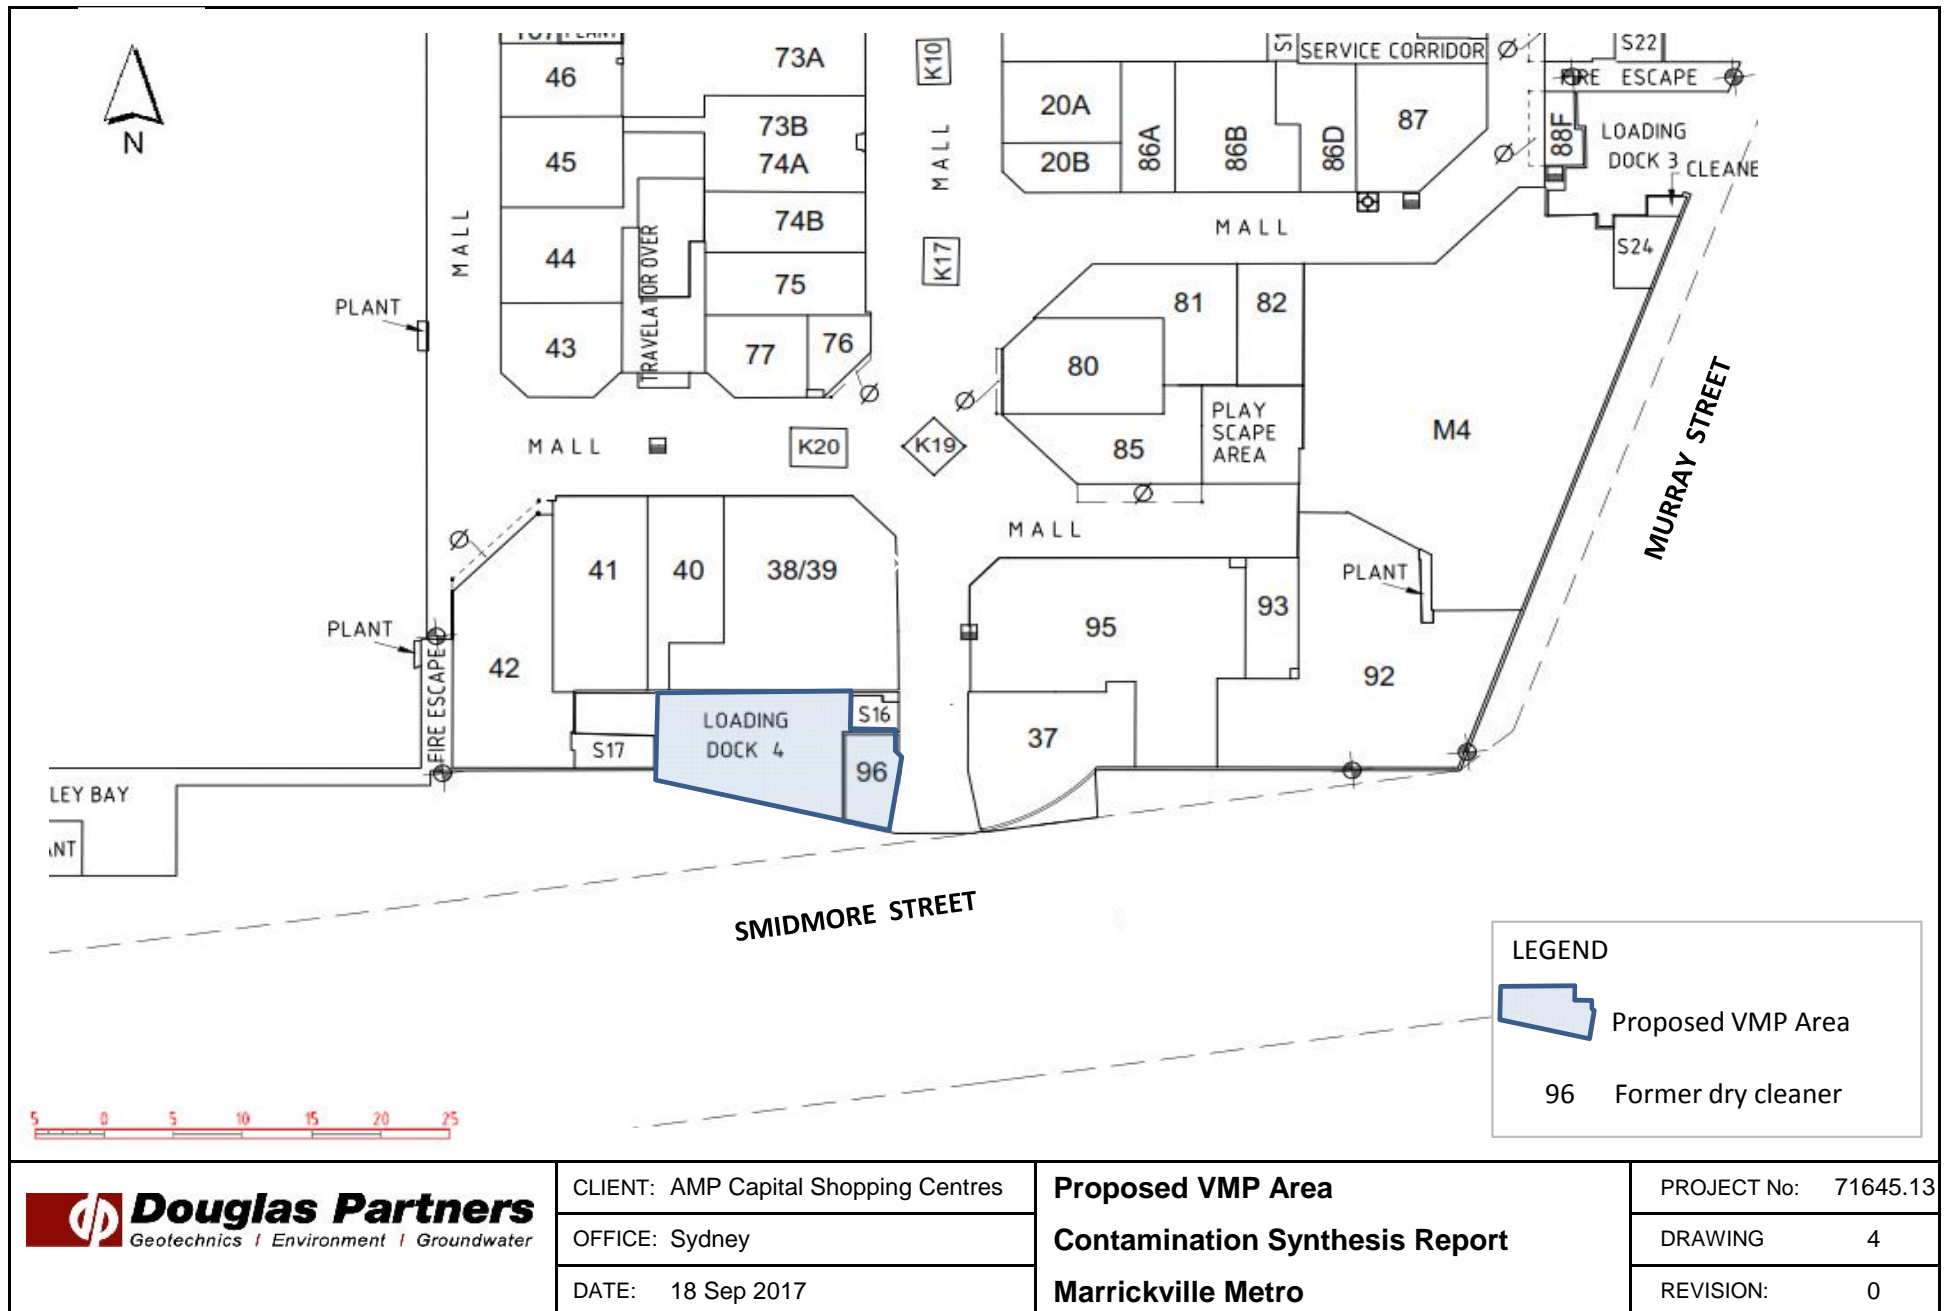 PLANT
46
45
44
43
MALL
TRAVELATOR OVER
73A
73B
74A
74B
75
77
76
K10
MALL
K17
20A
20B
86A
86B
86D
87
SERVICE CORRIDOR
S22
FIRE ESCAPE
88F
LOADING
DOCK 3
S24
MALL
N
PLANT
81
82
80
85
PLAY
SCAPE
AREA
M4
MURRAY STREET
MALL
K20
K19
MALL
41
40
38/39
42
PLANT
FIRE ESCAPE
95
93
PLANT
92
37
S17
LOADING
DOCK 4
S16
96
LEY BAY
SMIDMORE STREET
LEGEND
Proposed VMP Area
96 Former dry cleaner
5 0 5 10 15 20 25
Douglas Partners
Geotechnics I Environment I Groundwater
CLIENT: AMP Capital Shopping Centres
OFFICE: Sydney
DATE: 18 Sep 2017
Proposed VMP Area
Contamination Synthesis Report
Marrickville Metro
PROJECT No: 71645.13
DRAWING 4
REVISION: 0